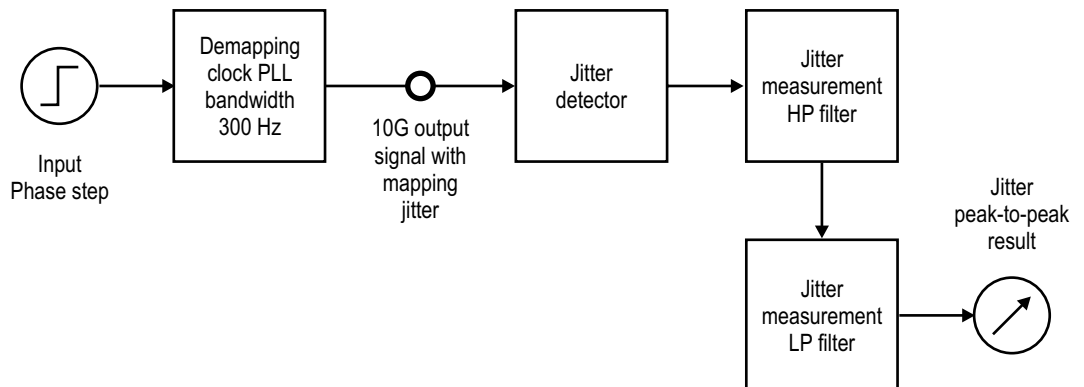 Input
Phase step
Demapping
clock PLL
bandwidth
300 Hz
10G output
signal with
mapping
jitter
Jitter
detector
Jitter
measurement
HP filter
Jitter
measurement
LP filter
Jitter
peak-to-peak
result